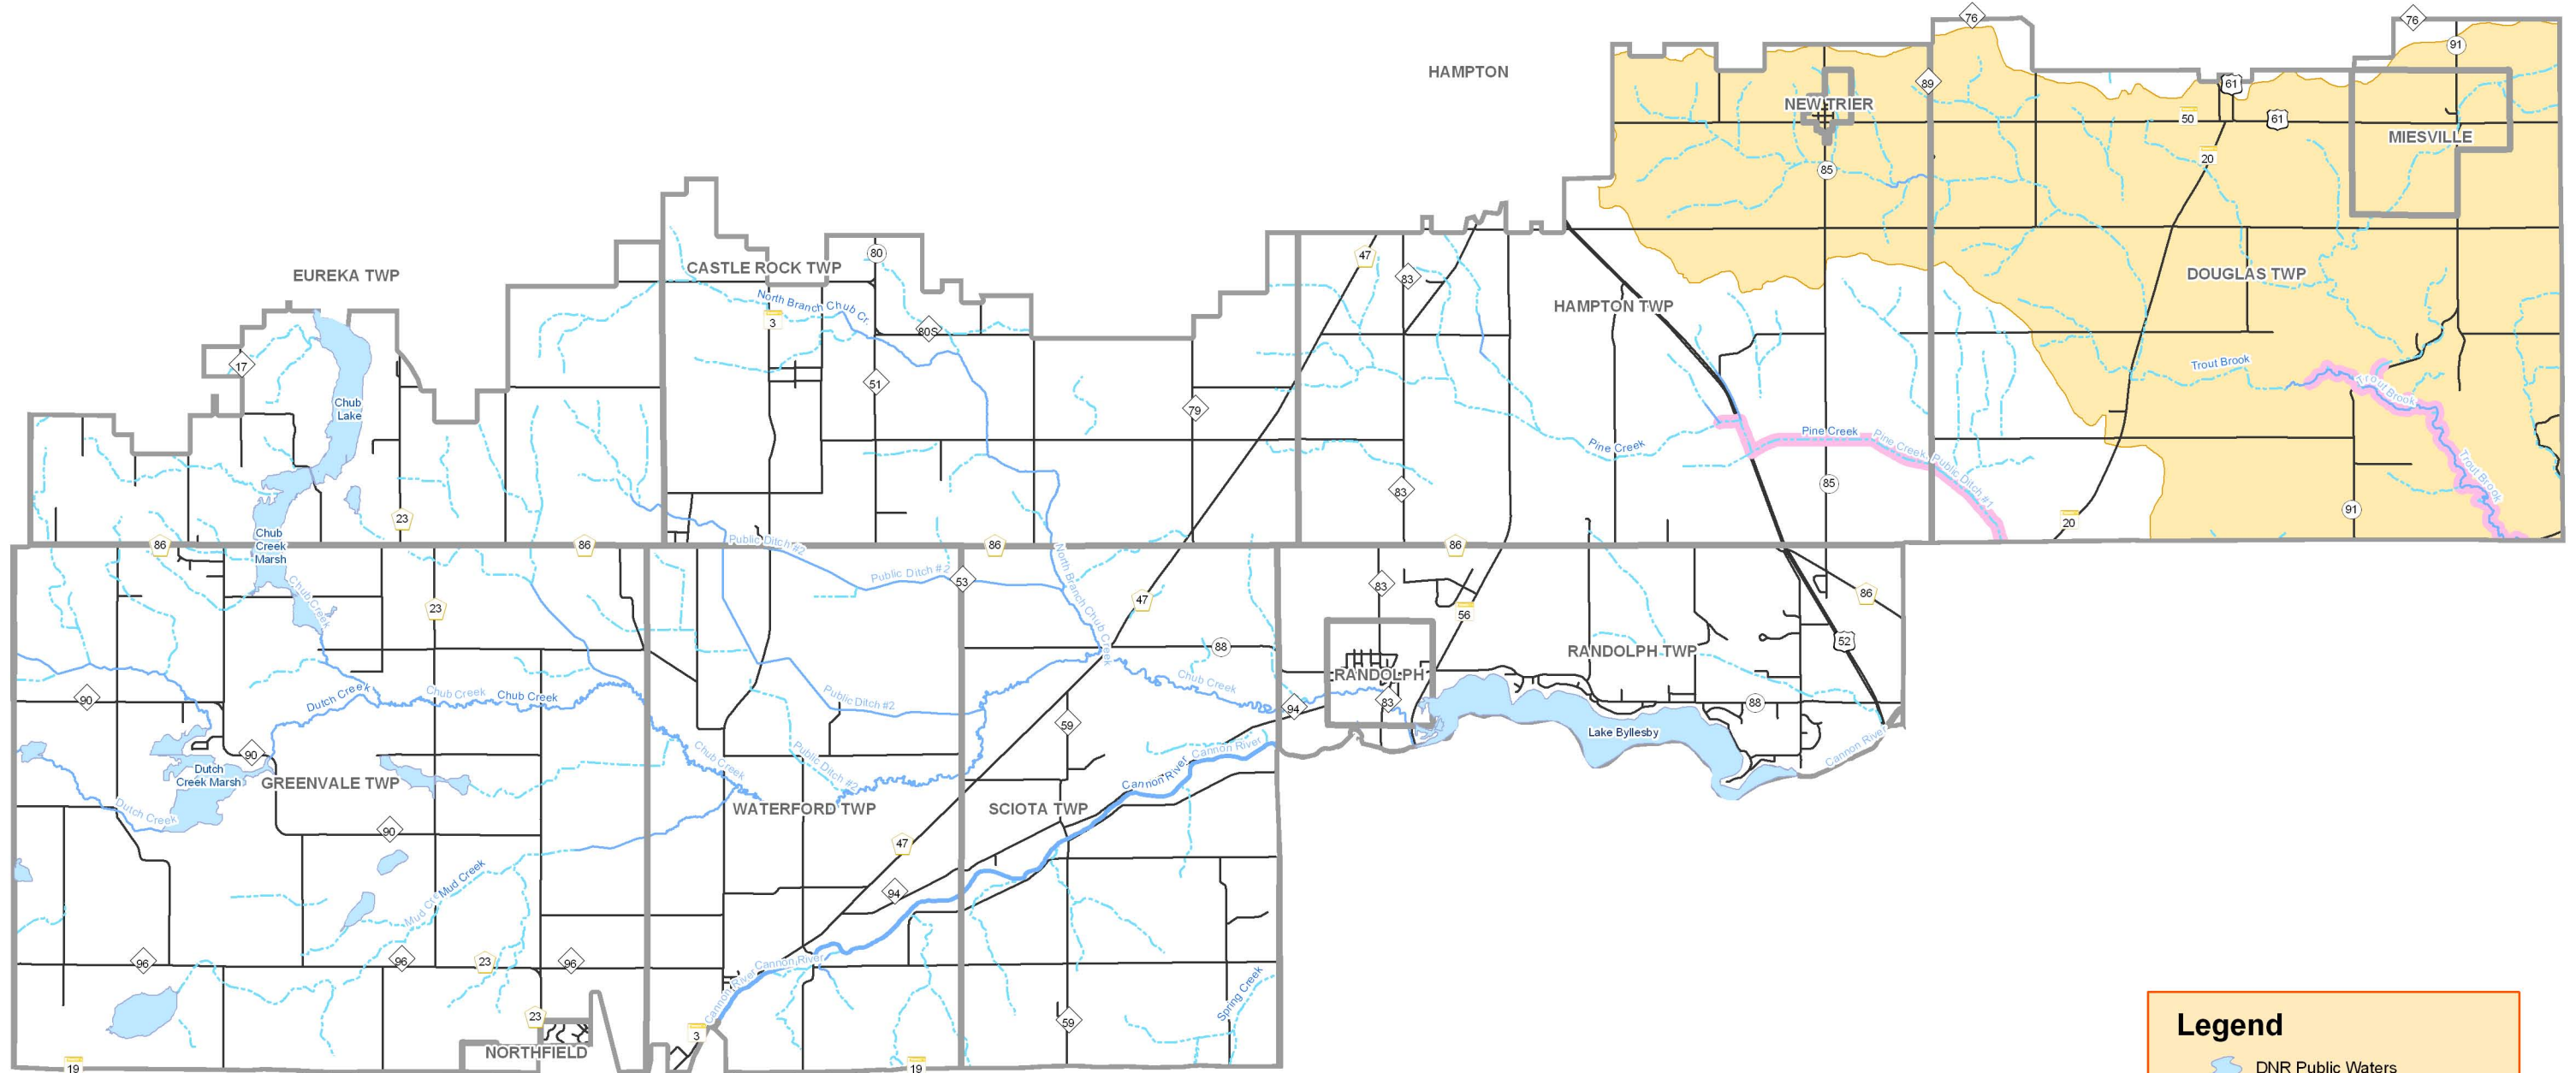 76
76
91
HAMPTON
89
61
NEW TRIER
50
61
MIESVILLE
20
85
80
47
EUREKA TWP
CASTLE ROCK TWP
83
DOUGLAS TWP
North Branch Chub Cr.
HAMPTON TWP
3
80S
17
Trout Brook
51
Trout Brook
Chub
Lake
79
Pine Creek
Pine Creek
Pine Creek, Public Ditch #1
Trout Brook
83
85
91
23
20
Chub
Creek
Marsh
86
86
Public Ditch #2
86
86
Public Ditch #2
53
North Branch Chub Creek
83
Chub Creek
23
47
56
86
88
52
RANDOLPH TWP
RANDOLPH
Chub Creek
90
Dutch Creek
Chub Creek
Chub Creek
Public Ditch #2
94
83
88
59
Lake Byllesby
Cannon River
Cannon River
90
Chub Creek
Public Ditch #2
Dutch
Creek Marsh
GREENVALE TWP
Cannon River
WATERFORD TWP
SCIOTA TWP
Dutch Creek
90
47
Mud Creek
94
96
96
23
96
Cannon River
Cannon River
Spring Creek
23
59
3
NORTHFIELD
19
19
Legend
DNR Public Waters